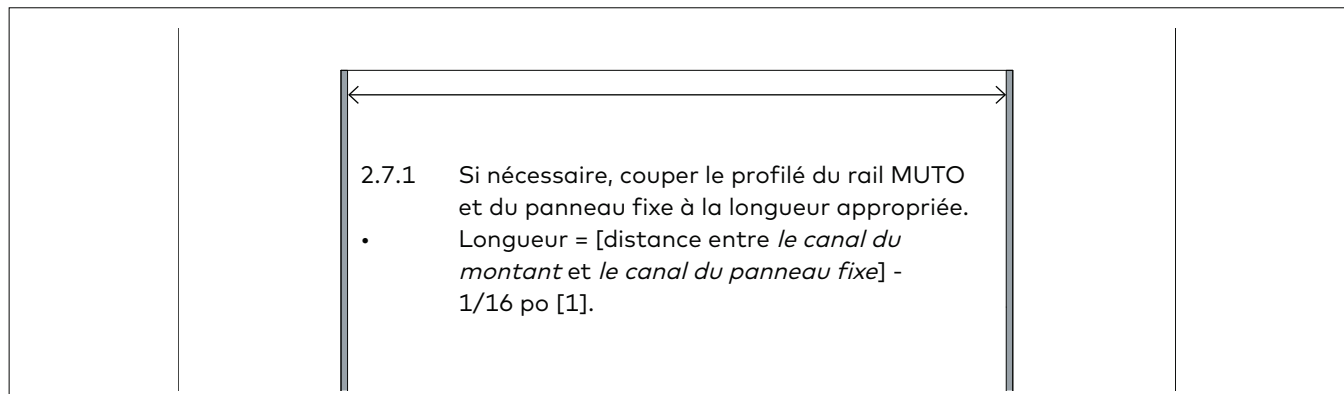 2.7.1 Si nécessaire, couper le profilé du rail MUTO
et du panneau fixe à la longueur appropriée.
• Longueur = [distance entre le canal du
montant et le canal du panneau fixe] -
1/16 po [1].